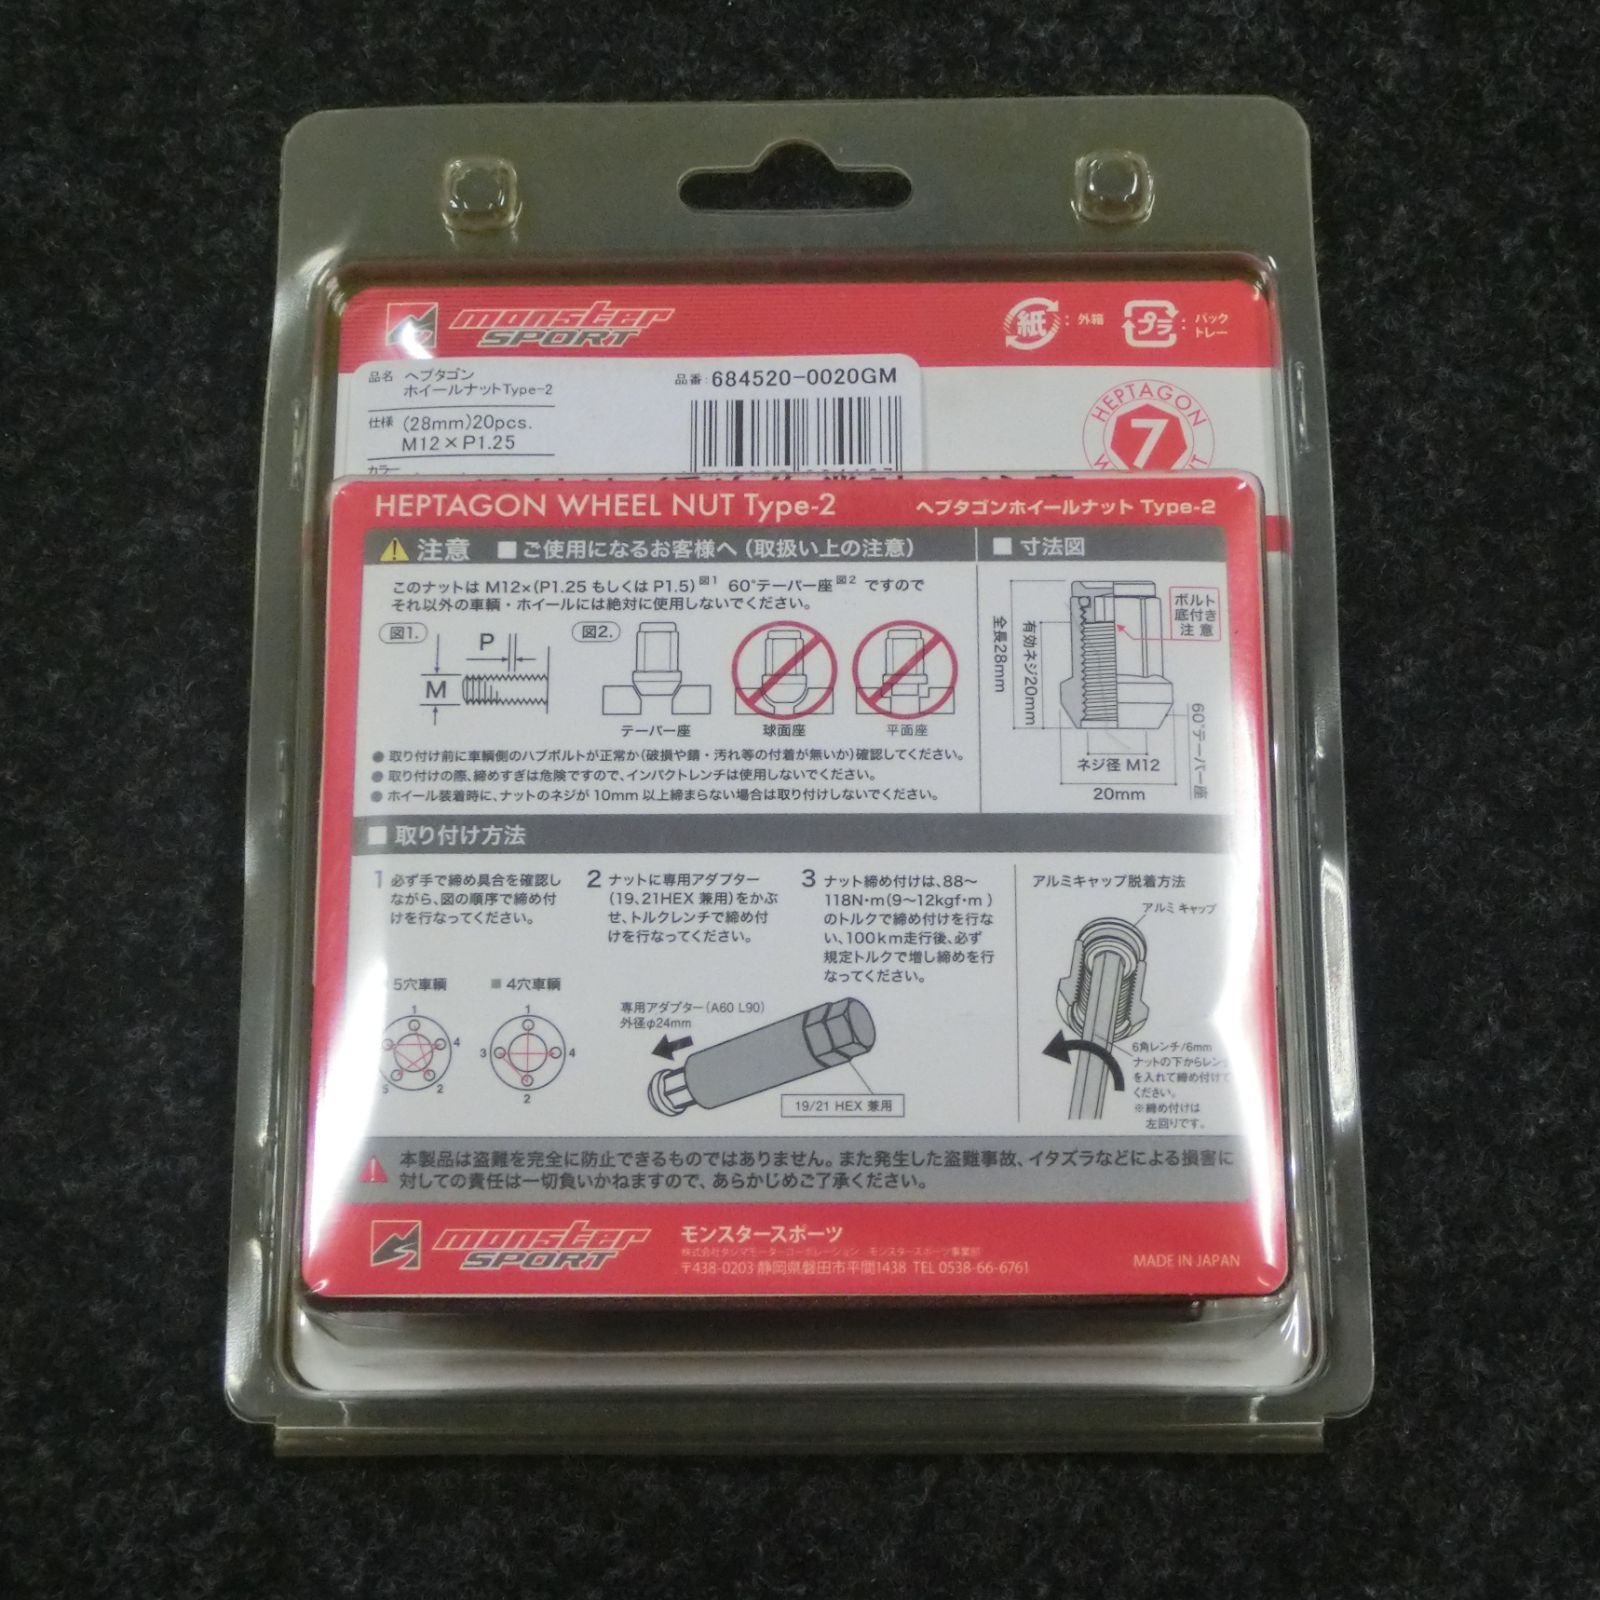 monster
SPORT
紙 : 外箱
プラ : パック
トレー
品名 ヘプタゴン
ホイールナットType-2
品番: 684520-0020GM
仕様 (28mm)20pcs.
M12×P1.25
カラー
HEPTAGON
7
HEPTAGON WHEEL NUT Type-2
ヘプタゴンホイールナット Type-2
注意 ■ご使用になるお客様へ(取扱い上の注意)
■ 寸法図
このナットは M12×(P1.25 もしくは P1.5)図1 60°テーパー座図2 ですので
それ以外の車輌・ホイールには絶対に使用しないでください。
図1.
P
M
図2.
テーパー座
球面座
平面座
ボルト
底付き
注 意
全長28mm
有効ネジ20mm
60°テーパー座
ネジ径 M12
20mm
● 取り付け前に車輌側のハブボルトが正常か(破損や錆・汚れ等の付着が無いか)確認してください。
● 取り付けの際、締めすぎは危険ですので、インパクトレンチは使用しないでください。
● ホイール装着時に、ナットのネジが 10mm 以上締まらない場合は取り付けしないでください。
■ 取り付け方法
1 必ず手で締め具合を確認し
ながら、図の順序で締め付
けを行なってください。
2 ナットに専用アダプター
(19、21HEX 兼用)をかぶ
せ、トルクレンチで締め付
けを行なってください。
3 ナット締め付けは、88〜
118N・m(9〜12kgf・m )
のトルクで締め付けを行な
い、100km走行後、必ず
規定トルクで増し締めを行
なってください。
アルミキャップ脱着方法
アルミ キャップ
5穴車輌
■ 4穴車輌
1
4
2
5
1
3
4
2
専用アダプター(A60 L90)
外径φ24mm
19/21 HEX 兼用
6角レンチ/6mm
ナットの下からレンチ
を入れて締め付けて
ください。
※締め付けは
左回りです。
本製品は盗難を完全に防止できるものではありません。また発生した盗難事故、イタズラなどによる損害に
対しての責任は一切負いかねますので、あらかじめご了承ください。
monster
SPORT
モンスタースポーツ
株式会社タジマモーターコーポレーション モンスタースポーツ事業部
〒438-0203 静岡県磐田市平間1438 TEL 0538-66-6761
MADE IN JAPAN